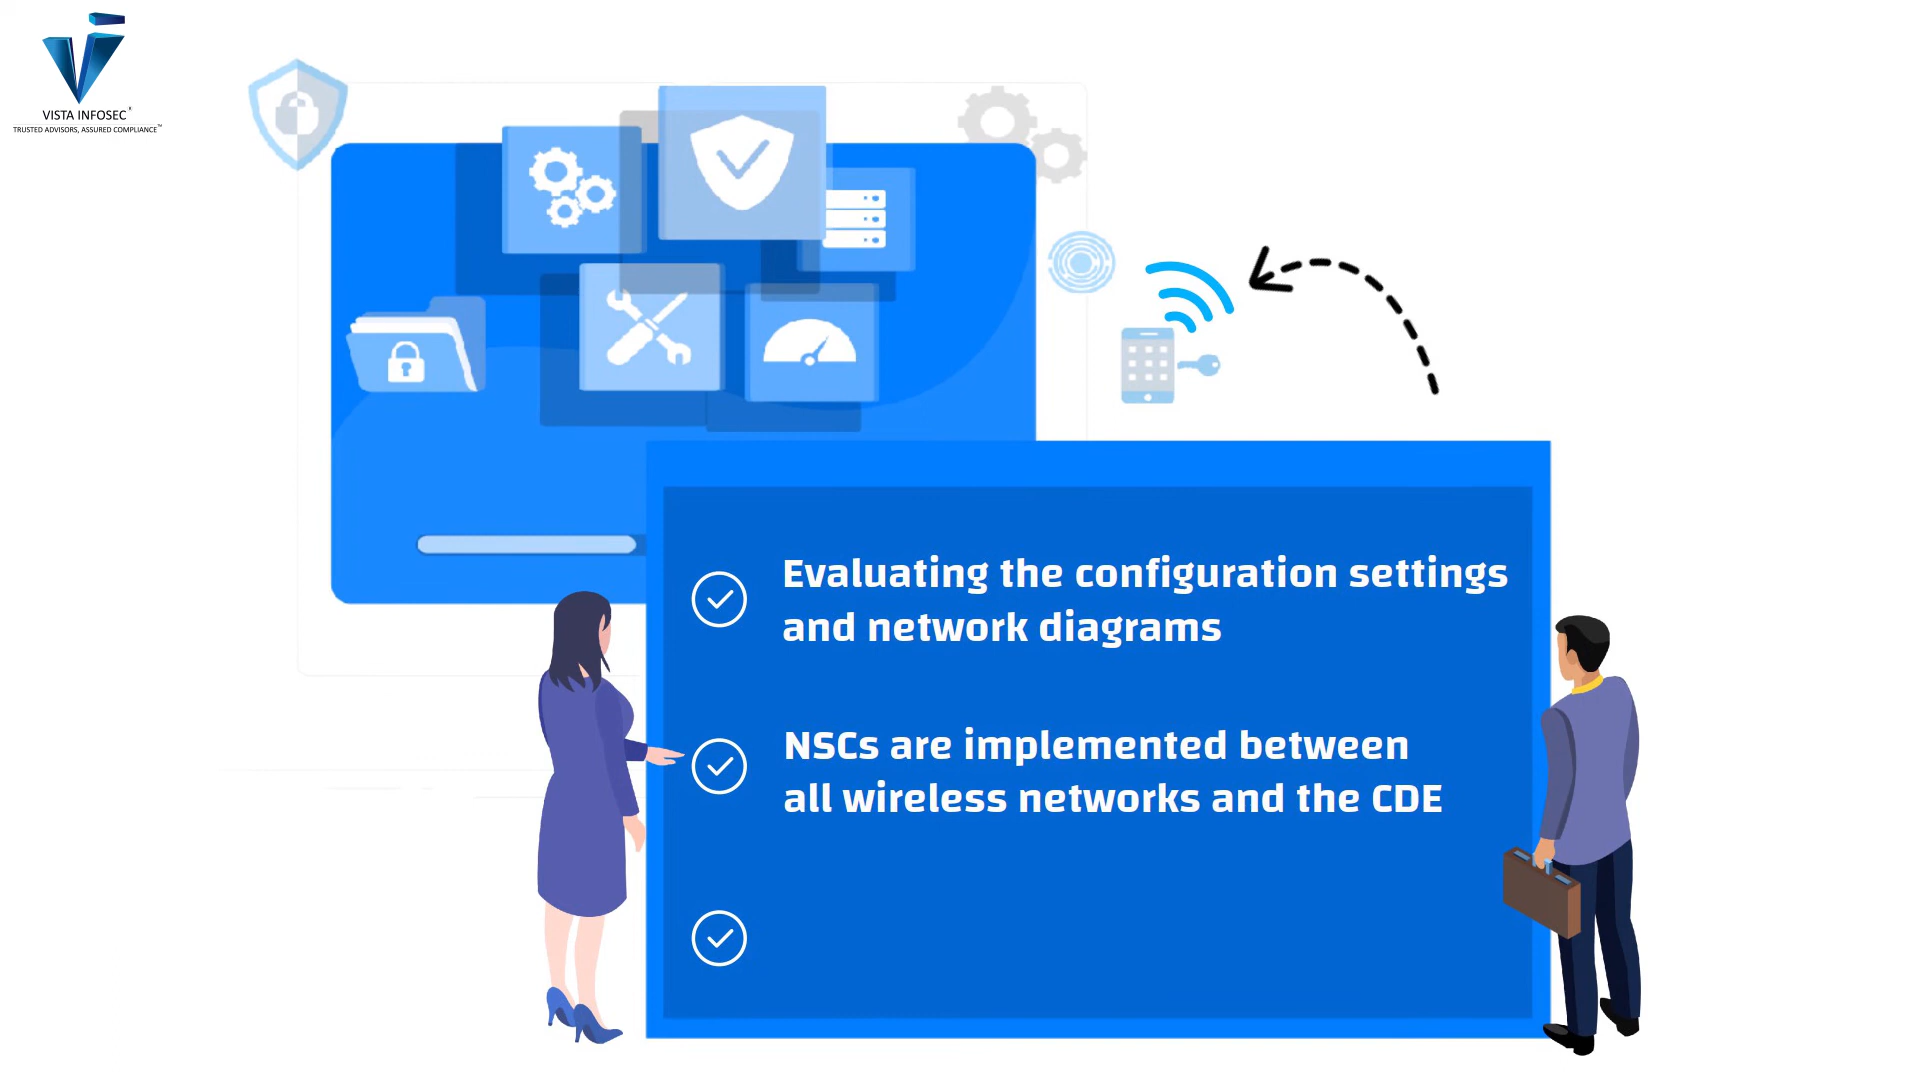 VISTA INFOSEC®
TRUSTED ADVISORS, ASSURED COMPLIANCE™
Evaluating the configuration settings
and network diagrams
NSCs are implemented between
all wireless networks and the CDE